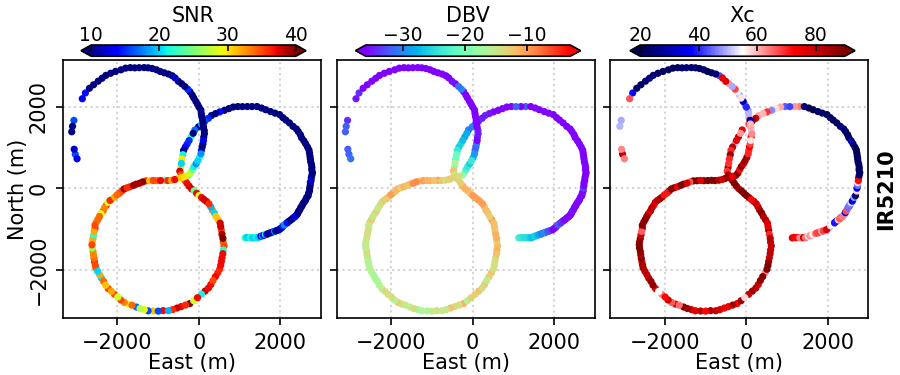 SNR DBV Xc
10 20 30 40 −30 −20 −10 20 40 60 80
North (m)
2000
0
−2000
IR5210
−2000 0 2000 −2000 0 2000 −2000 0 2000
East (m) East (m) East (m)